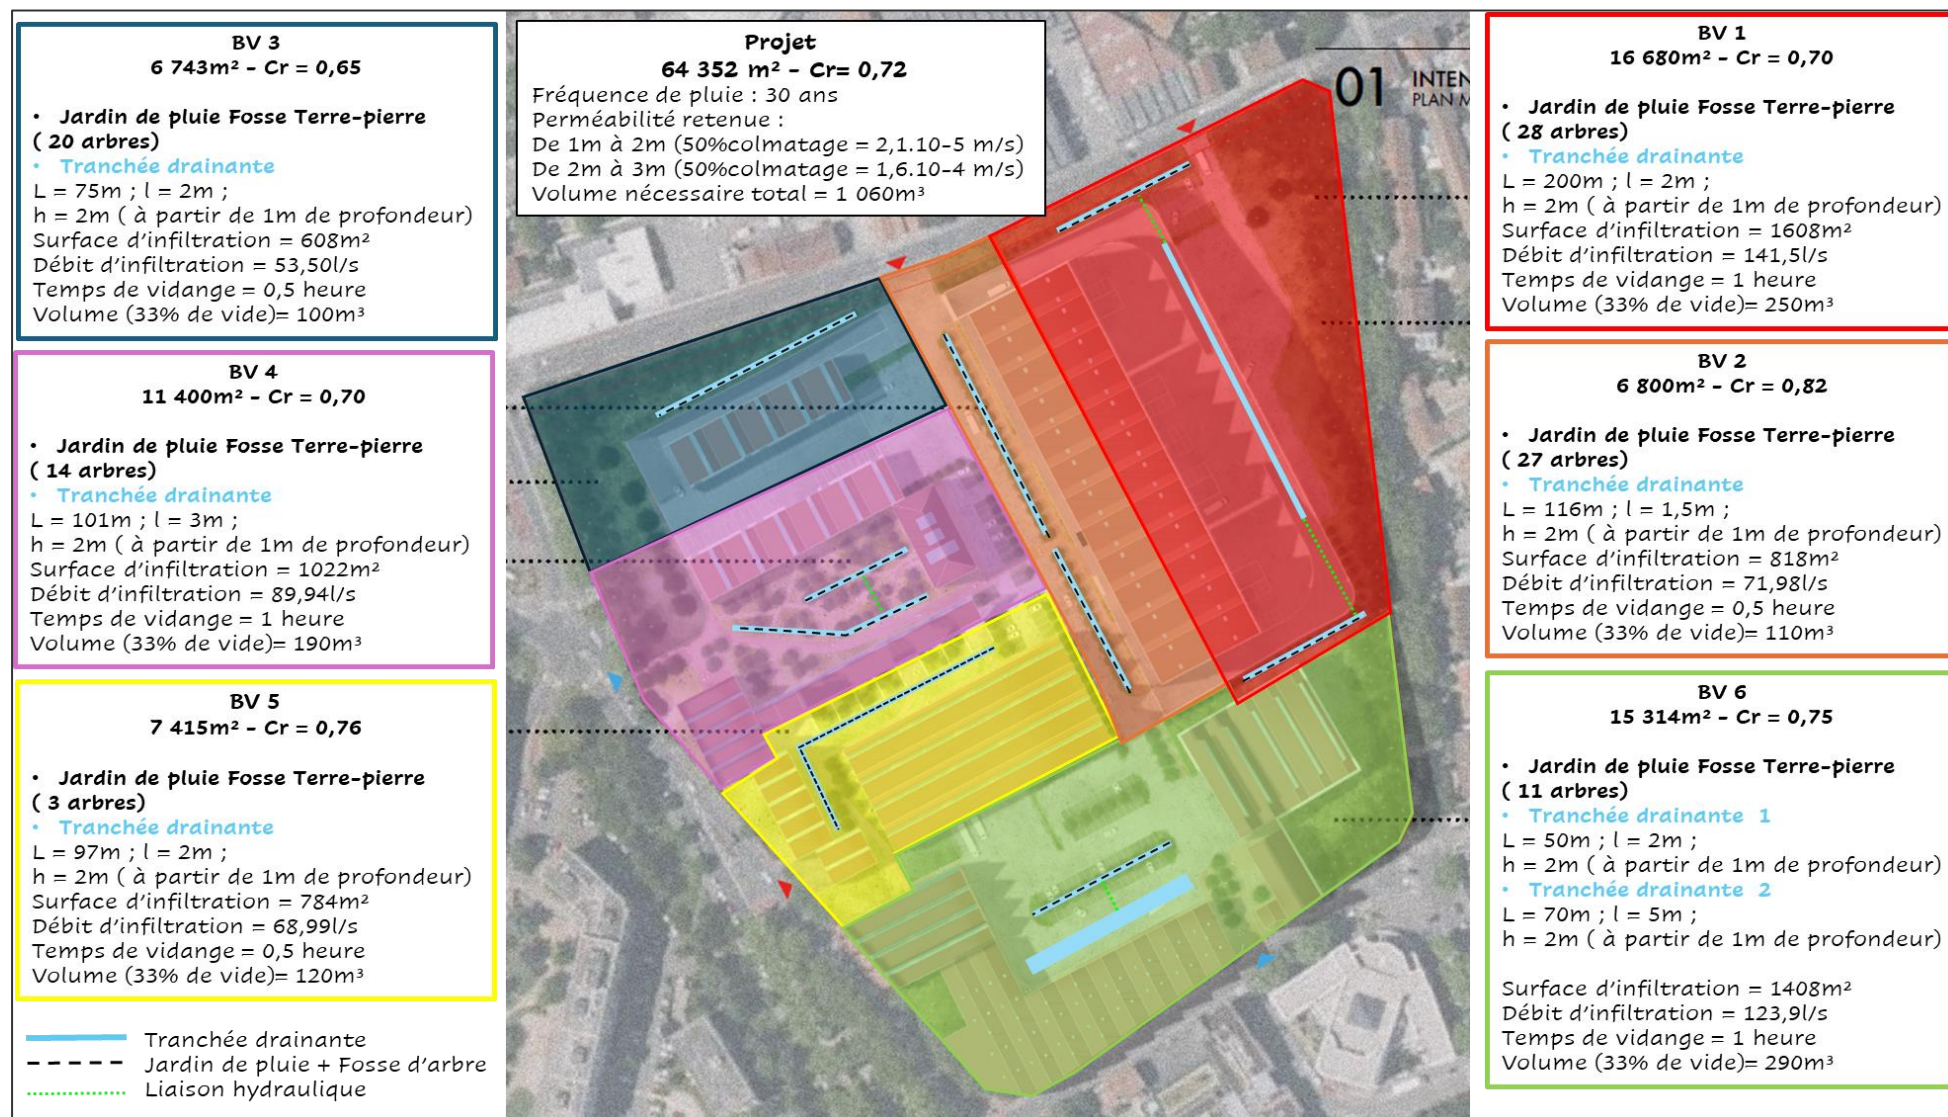 BV 3
6 743m² – Cr = 0,65
• Jardin de pluie Fosse Terre-pierre
( 20 arbres)
• Tranchée drainante
L = 75m ; l = 2m ;
h = 2m ( à partir de 1m de profondeur)
Surface d'infiltration = 608m²
Débit d'infiltration = 53,50l/s
Temps de vidange = 0,5 heure
Volume (33% de vide)= 100m³
BV 4
11 400m² – Cr = 0,70
• Jardin de pluie Fosse Terre-pierre
( 14 arbres)
• Tranchée drainante
L = 101m ; l = 3m ;
h = 2m ( à partir de 1m de profondeur)
Surface d'infiltration = 1022m²
Débit d'infiltration = 89,94l/s
Temps de vidange = 1 heure
Volume (33% de vide)= 190m³
BV 5
7 415m² – Cr = 0,76
• Jardin de pluie Fosse Terre-pierre
( 3 arbres)
• Tranchée drainante
L = 97m ; l = 2m ;
h = 2m ( à partir de 1m de profondeur)
Surface d'infiltration = 784m²
Débit d'infiltration = 68,99l/s
Temps de vidange = 0,5 heure
Volume (33% de vide)= 120m³
Tranchée drainante
Jardin de pluie + Fosse d'arbre
Liaison hydraulique
Projet
64 352 m² – Cr= 0,72
Fréquence de pluie : 30 ans
Perméabilité retenue :
De 1m à 2m (50%colmatage = 2,1.10-5 m/s)
De 2m à 3m (50%colmatage = 1,6.10-4 m/s)
Volume nécessaire total = 1 060m³
01 INTEN
PLAN M
BV 1
16 680m² – Cr = 0,70
• Jardin de pluie Fosse Terre-pierre
( 28 arbres)
• Tranchée drainante
L = 200m ; l = 2m ;
h = 2m ( à partir de 1m de profondeur)
Surface d'infiltration = 1608m²
Débit d'infiltration = 141,5l/s
Temps de vidange = 1 heure
Volume (33% de vide)= 250m³
BV 2
6 800m² – Cr = 0,82
• Jardin de pluie Fosse Terre-pierre
( 27 arbres)
• Tranchée drainante
L = 116m ; l = 1,5m ;
h = 2m ( à partir de 1m de profondeur)
Surface d'infiltration = 818m²
Débit d'infiltration = 71,98l/s
Temps de vidange = 0,5 heure
Volume (33% de vide)= 110m³
BV 6
15 314m² – Cr = 0,75
• Jardin de pluie Fosse Terre-pierre
( 11 arbres)
• Tranchée drainante 1
L = 50m ; l = 2m ;
h = 2m ( à partir de 1m de profondeur)
• Tranchée drainante 2
L = 70m ; l = 5m ;
h = 2m ( à partir de 1m de profondeur)
Surface d'infiltration = 1408m²
Débit d'infiltration = 123,9l/s
Temps de vidange = 1 heure
Volume (33% de vide)= 290m³